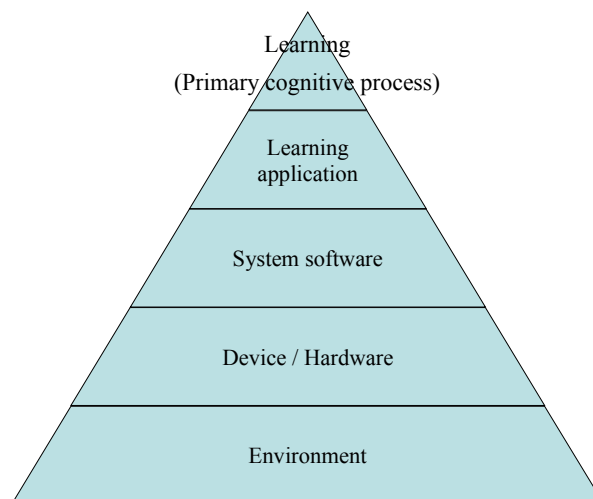 Learning
(Primary cognitive process)
Learning
application
System software
Device / Hardware
Environment